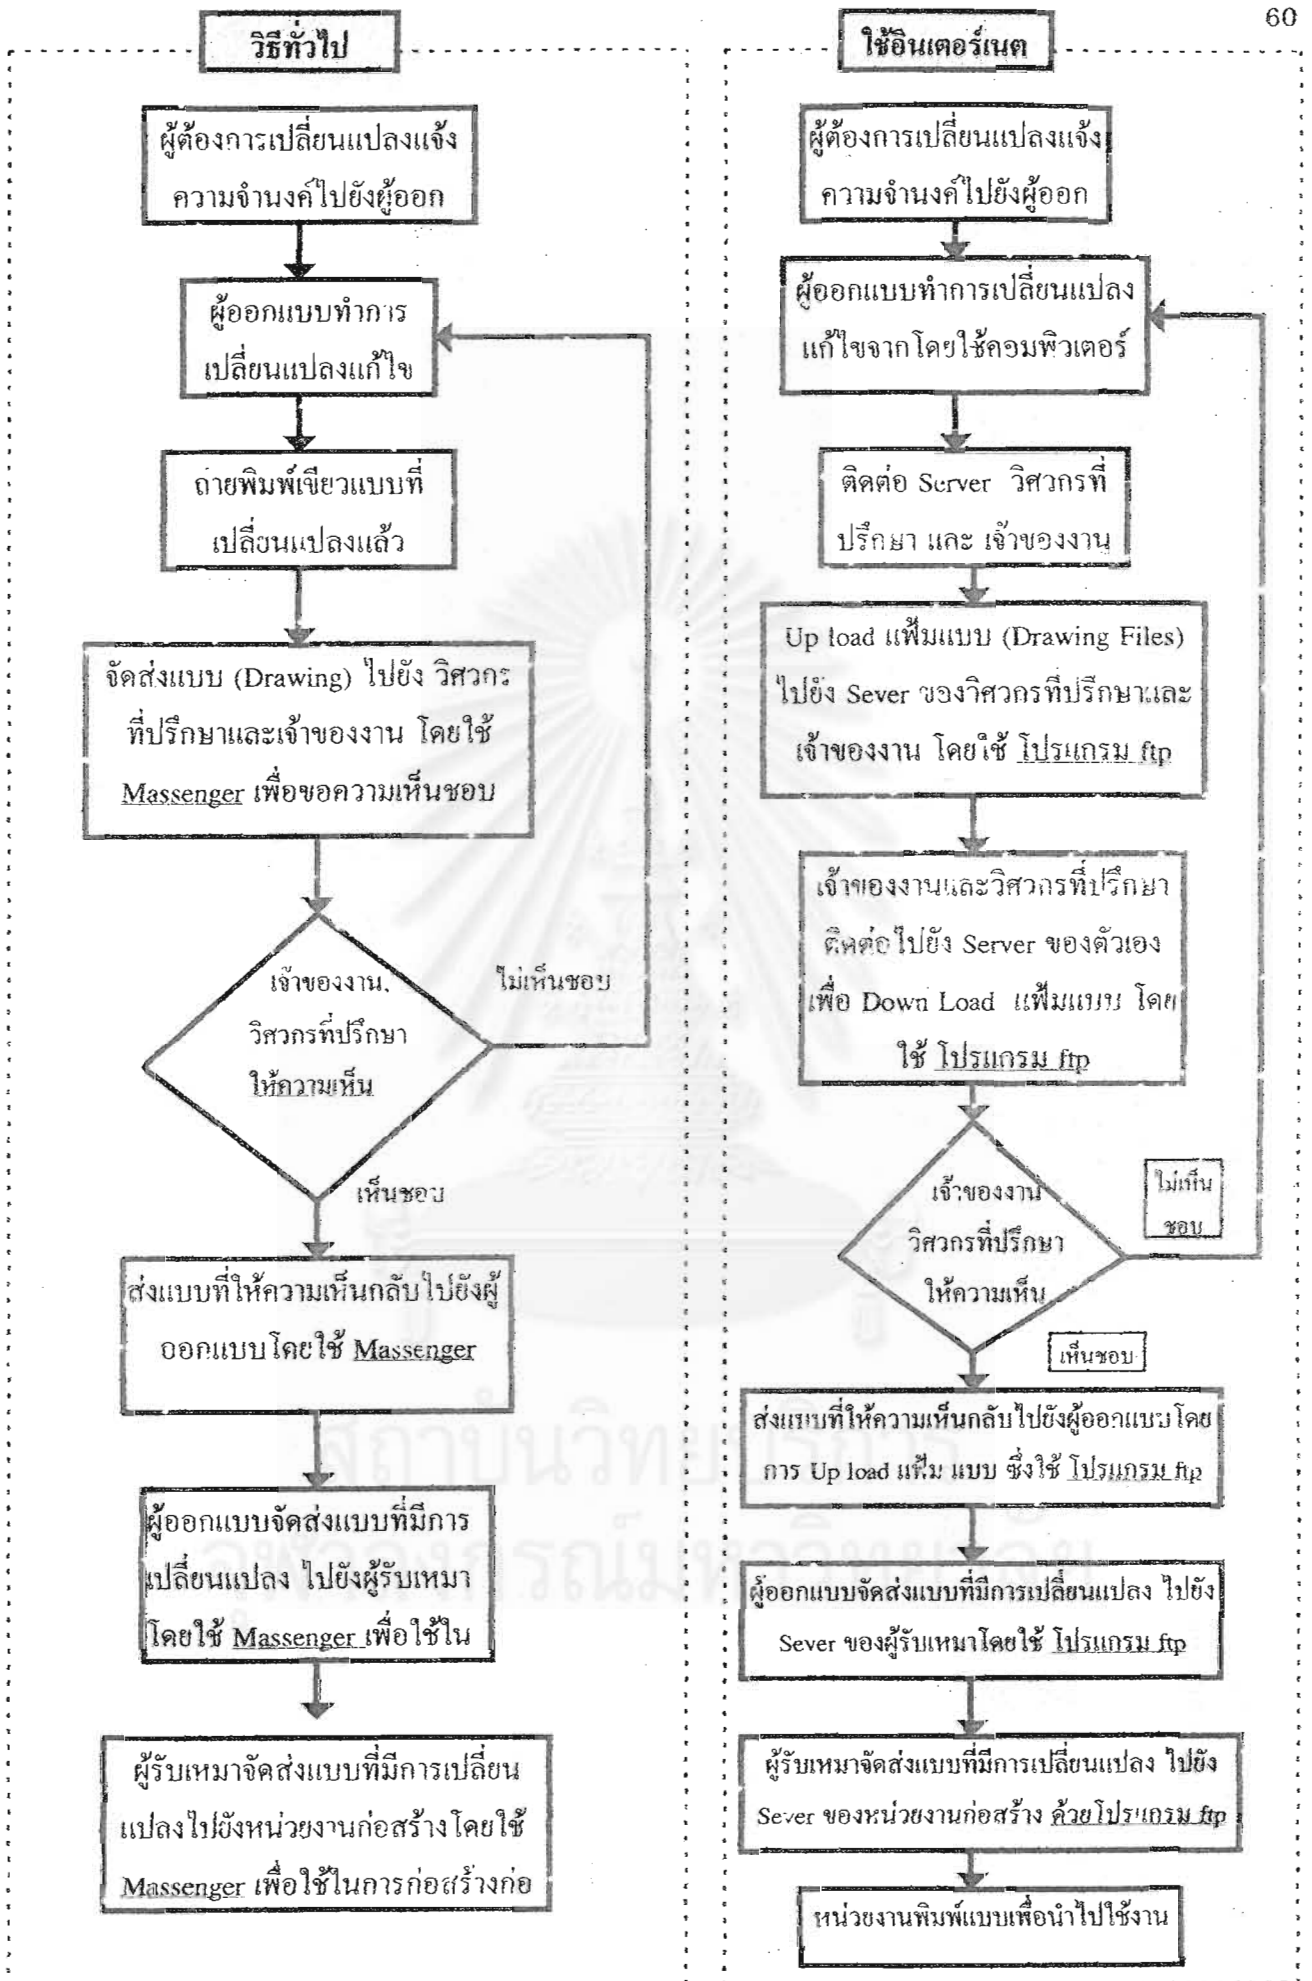 60
วิธีทั่วไป
ผู้ต้องการเปลี่ยนแปลงแจ้ง
ความจำนงค์ไปยังผู้ออก
ผู้ออกแบบทำการ
เปลี่ยนแปลงแก้ไข
ถ่ายพิมพ์เขียวแบบที่
เปลี่ยนแปลงแล้ว
จัดส่งแบบ (Drawing) ไปยัง วิศวกร
ที่ปรึกษาและเจ้าของงาน โดยใช้
Massenger เพื่อขอความเห็นชอบ
เจ้าของงาน,
วิศวกรที่ปรึกษา
ให้ความเห็น
ไม่เห็นชอบ
เห็นชอบ
ส่งแบบที่ให้ความเห็นกลับไปยังผู้
ออกแบบโดยใช้ Massenger
ผู้ออกแบบจัดส่งแบบที่มีการ
เปลี่ยนแปลง ไปยังผู้รับเหมา
โดยใช้ Massenger เพื่อใช้ใน
ผู้รับเหมาจัดส่งแบบที่มีการเปลี่ยน
แปลงไปยังหน่วยงานก่อสร้างโดยใช้
Massenger เพื่อใช้ในการก่อสร้างก่อ
ใช้อินเตอร์เนต
ผู้ต้องการเปลี่ยนแปลงแจ้ง
ความจำนงค์ไปยังผู้ออก
ผู้ออกแบบทำการเปลี่ยนแปลง
แก้ไขจากโดยใช้คอมพิวเตอร์
ติดต่อ Server วิศวกรที่
ปรึกษา และ เจ้าของงาน
Up load แฟ้มแบบ (Drawing Files)
ไปยัง Sever ของวิศวกรที่ปรึกษาและ
เจ้าของงาน โดยใช้ โปรแกรม ftp
เจ้าของงานและวิศวกรที่ปรึกษา
ติดต่อไปยัง Server ของตัวเอง
เพื่อ Down Load แฟ้มแบบ โดย
ใช้ โปรแกรม ftp
เจ้าของงาน
วิศวกรที่ปรึกษา
ให้ความเห็น
ไม่เห็น
ชอบ
เห็นชอบ
ส่งแบบที่ให้ความเห็นกลับไปยังผู้ออกแบบโดย
การ Up load แฟ้ม แบบ ซึ่งใช้ โปรแกรม ftp
ผู้ออกแบบจัดส่งแบบที่มีการเปลี่ยนแปลง ไปยัง
Sever ของผู้รับเหมาโดยใช้ โปรแกรม ftp
ผู้รับเหมาจัดส่งแบบที่มีการเปลี่ยนแปลง ไปยัง
Sever ของหน่วยงานก่อสร้าง ด้วยโปรแกรม ftp
หน่วยงานพิมพ์แบบเพื่อนำไปใช้งาน
สถาบันวิทยบริการ
จุฬาลงกรณ์มหาวิทยาลัย